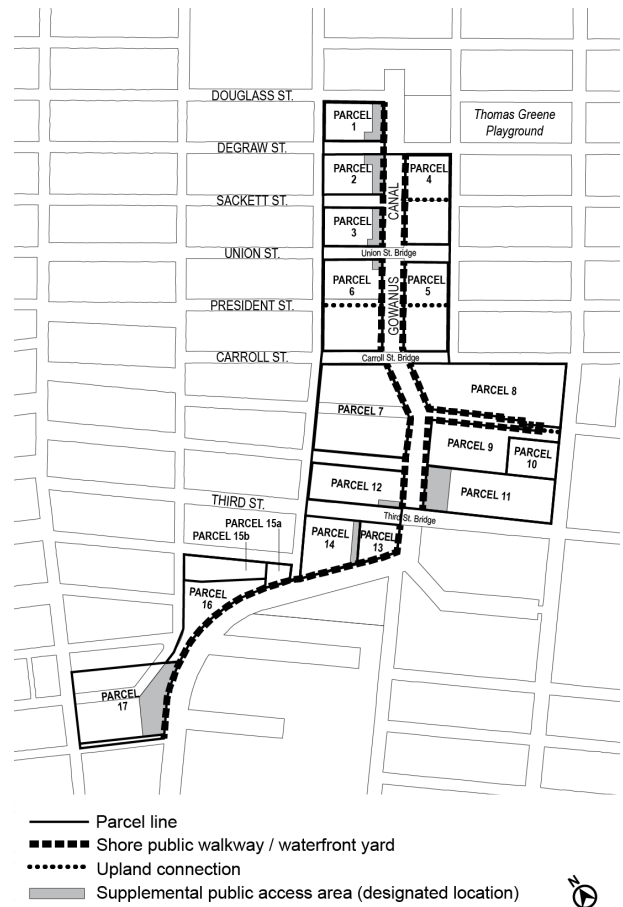 DOUGLASS ST.
PARCEL
1
Thomas Greene
Playground
DEGRAW ST.
PARCEL
2
PARCEL
4
SACKETT ST.
CANAL
PARCEL
3
UNION ST.
Union St. Bridge
PARCEL
6
GOWANUS
PARCEL
5
PRESIDENT ST.
CARROLL ST.
Carroll St. Bridge
PARCEL 8
PARCEL 7
PARCEL 9
PARCEL
10
PARCEL 12
PARCEL 11
THIRD ST.
Third St. Bridge
PARCEL 15a
PARCEL 15b
PARCEL
14
PARCEL
13
PARCEL
16
PARCEL
17
Parcel line
Shore public walkway / waterfront yard
Upland connection
Supplemental public access area (designated location)
N